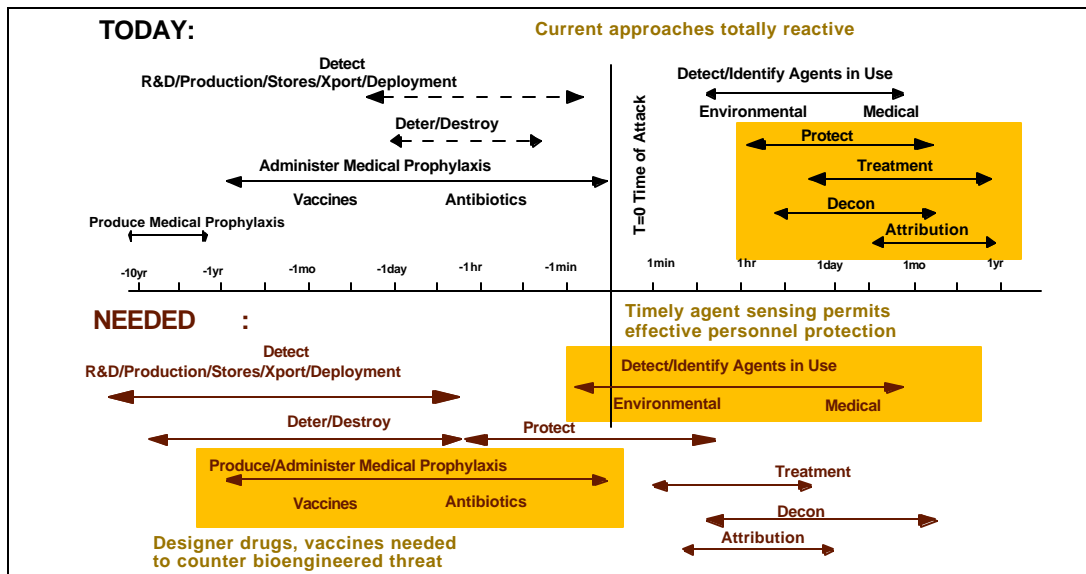 TODAY:
Current approaches totally reactive
Detect
R&D/Production/Stores/Xport/Deployment
Detect/Identify Agents in Use
Environmental Medical
Deter/Destroy
Protect
Administer Medical Prophylaxis
Treatment
Vaccines Antibiotics
Decon
Produce Medical Prophylaxis
Attribution
T=0 Time of Attack
-10yr -1yr -1mo -1day -1hr -1min 1min 1hr 1day 1mo 1yr
NEEDED :
Timely agent sensing permits
effective personnel protection
Detect
R&D/Production/Stores/Xport/Deployment
Detect/Identify Agents in Use
Environmental Medical
Deter/Destroy
Protect
Produce/Administer Medical Prophylaxis
Treatment
Vaccines Antibiotics
Decon
Attribution
Designer drugs, vaccines needed
to counter bioengineered threat